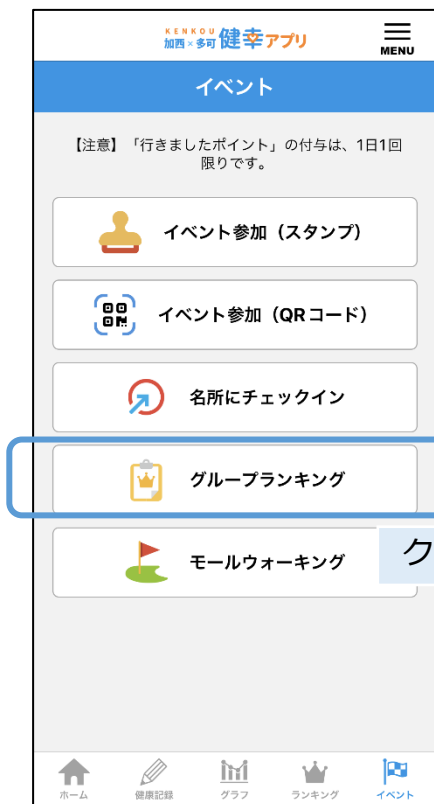 KENKOU
加西×多可 健幸アプリ
MENU
イベント
【注意】「行きましたポイント」の付与は、1日1回
限りです。
イベント参加（スタンプ）
イベント参加（QRコード）
名所にチェックイン
グループランキング
モールウォーキング
ク
ホーム
健康記録
グラフ
ランキング
イベント